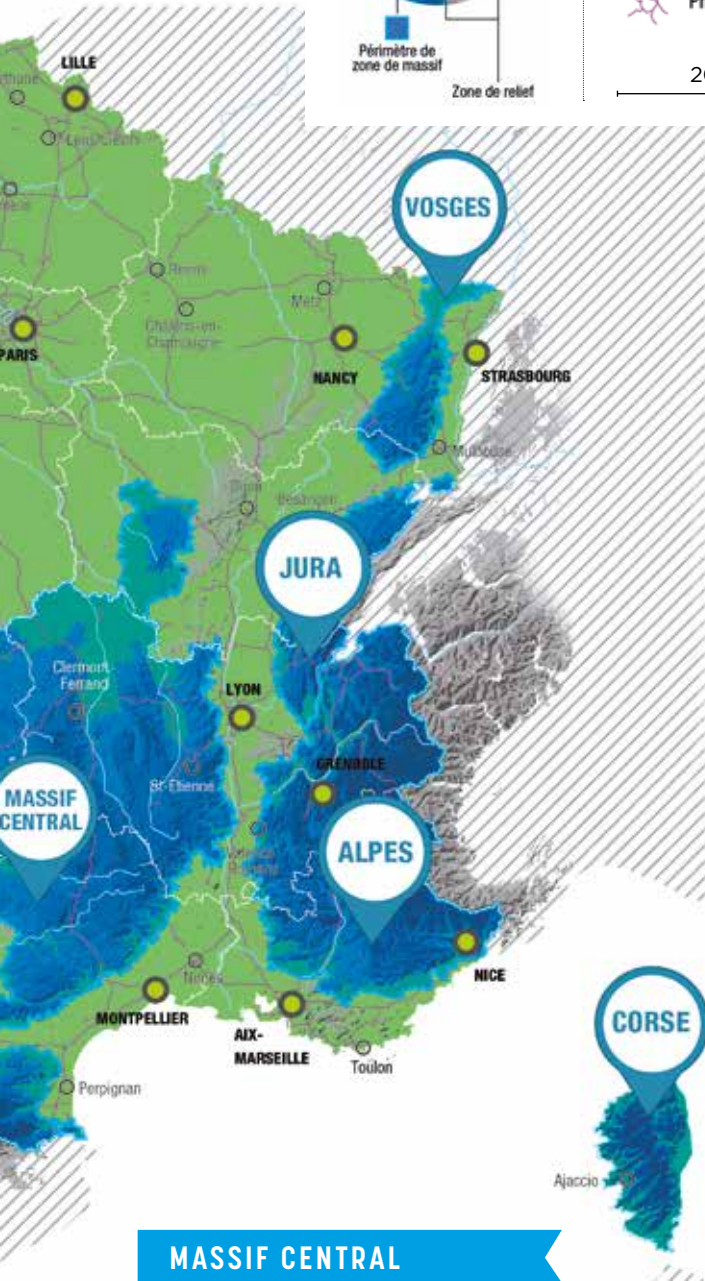 Périmètre de
zone de massif
Zone de relief
LILLE
VOSGES
Reims
Metz
Châlons-en-
Champagne
PARIS
NANCY
STRASBOURG
Mulhouse
Dijon
Besançon
JURA
Clermont
Ferrand
LYON
GRENOBLE
St-Etienne
MASSIF
CENTRAL
ALPES
Valence
NICE
Nîmes
MONTPELLIER
AIX-
MARSEILLE
Toulon
CORSE
Perpignan
Ajaccio
MASSIF CENTRAL